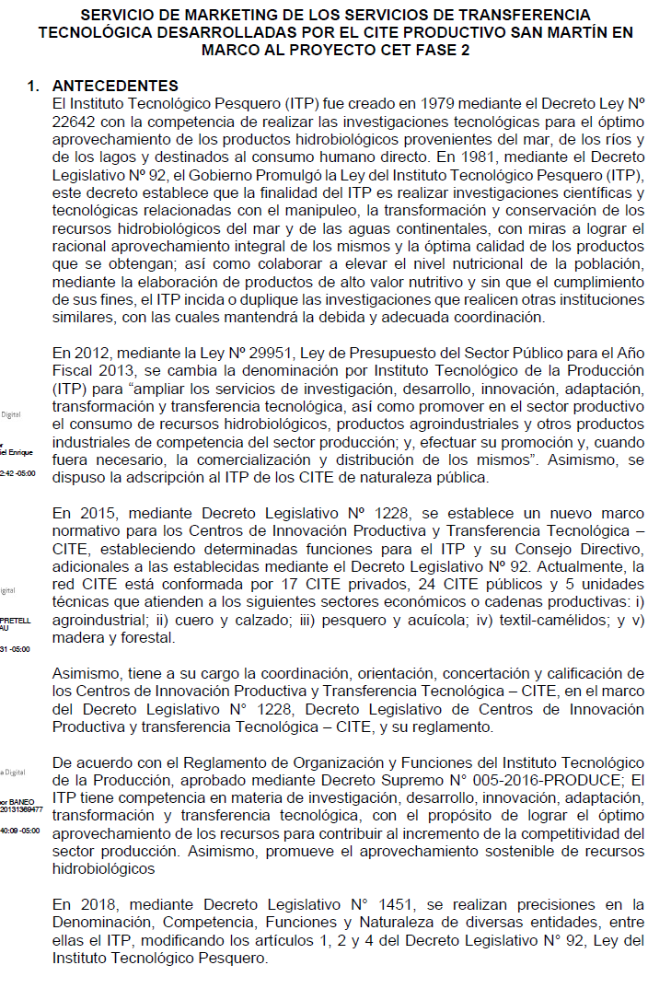 SERVICIO DE MARKETING DE LOS SERVICIOS DE TRANSFERENCIA
TECNOLÓGICA DESARROLLADAS POR EL CITE PRODUCTIVO SAN MARTÍN EN
MARCO AL PROYECTO CET FASE 2
1. ANTECEDENTES
El Instituto Tecnológico Pesquero (ITP) fue creado en 1979 mediante el Decreto Ley Nº
22642 con la competencia de realizar las investigaciones tecnológicas para el óptimo
aprovechamiento de los productos hidrobiológicos provenientes del mar, de los ríos y
de los lagos y destinados al consumo humano directo. En 1981, mediante el Decreto
Legislativo Nº 92, el Gobierno Promulgó la Ley del Instituto Tecnológico Pesquero (ITP),
este decreto establece que la finalidad del ITP es realizar investigaciones científicas y
tecnológicas relacionadas con el manipuleo, la transformación y conservación de los
recursos hidrobiológicos del mar y de las aguas continentales, con miras a lograr el
racional aprovechamiento integral de los mismos y la óptima calidad de los productos
que se obtengan; así como colaborar a elevar el nivel nutricional de la población,
mediante la elaboración de productos de alto valor nutritivo y sin que el cumplimiento
de sus fines, el ITP incida o duplique las investigaciones que realicen otras instituciones
similares, con las cuales mantendrá la debida y adecuada coordinación.
En 2012, mediante la Ley Nº 29951, Ley de Presupuesto del Sector Público para el Año
Fiscal 2013, se cambia la denominación por Instituto Tecnológico de la Producción
(ITP) para “ampliar los servicios de investigación, desarrollo, innovación, adaptación,
transformación y transferencia tecnológica, así como promover en el sector productivo
el consumo de recursos hidrobiológicos, productos agroindustriales y otros productos
industriales de competencia del sector producción; y, efectuar su promoción y, cuando
fuera necesario, la comercialización y distribución de los mismos”. Asimismo, se
dispuso la adscripción al ITP de los CITE de naturaleza pública.
Digital
r
iel Enrique
2:42 -05:00
En 2015, mediante Decreto Legislativo Nº 1228, se establece un nuevo marco
normativo para los Centros de Innovación Productiva y Transferencia Tecnológica –
CITE, estableciendo determinadas funciones para el ITP y su Consejo Directivo,
adicionales a las establecidas mediante el Decreto Legislativo Nº 92. Actualmente, la
red CITE está conformada por 17 CITE privados, 24 CITE públicos y 5 unidades
técnicas que atienden a los siguientes sectores económicos o cadenas productivas: i)
agroindustrial; ii) cuero y calzado; iii) pesquero y acuícola; iv) textil-camélidos; y v)
madera y forestal.
igital
PRETELL
AU
31 -05:00
Asimismo, tiene a su cargo la coordinación, orientación, concertación y calificación de
los Centros de Innovación Productiva y Transferencia Tecnológica – CITE, en el marco
del Decreto Legislativo N° 1228, Decreto Legislativo de Centros de Innovación
Productiva y transferencia Tecnológica – CITE, y su reglamento.
De acuerdo con el Reglamento de Organización y Funciones del Instituto Tecnológico
de la Producción, aprobado mediante Decreto Supremo N° 005-2016-PRODUCE; El
ITP tiene competencia en materia de investigación, desarrollo, innovación, adaptación,
transformación y transferencia tecnológica, con el propósito de lograr el óptimo
aprovechamiento de los recursos para contribuir al incremento de la competitividad del
sector producción. Asimismo, promueve el aprovechamiento sostenible de recursos
hidrobiológicos
a Digital
or BANEO
20131369477
40:09 -05:00
En 2018, mediante Decreto Legislativo N° 1451, se realizan precisiones en la
Denominación, Competencia, Funciones y Naturaleza de diversas entidades, entre
ellas el ITP, modificando los artículos 1, 2 y 4 del Decreto Legislativo N° 92, Ley del
Instituto Tecnológico Pesquero.